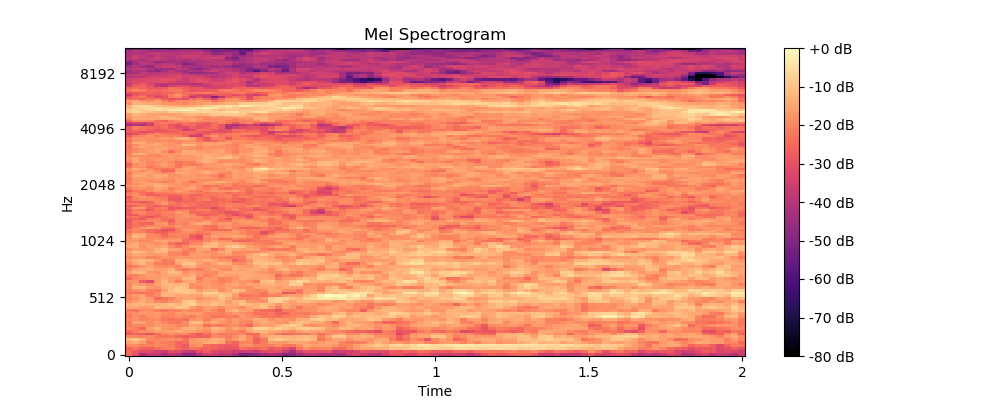 Mel Spectrogram
Hz
8192
4096
2048
1024
512
0
0
0.5
1
1.5
2
Time
+0 dB
-10 dB
-20 dB
-30 dB
-40 dB
-50 dB
-60 dB
-70 dB
-80 dB